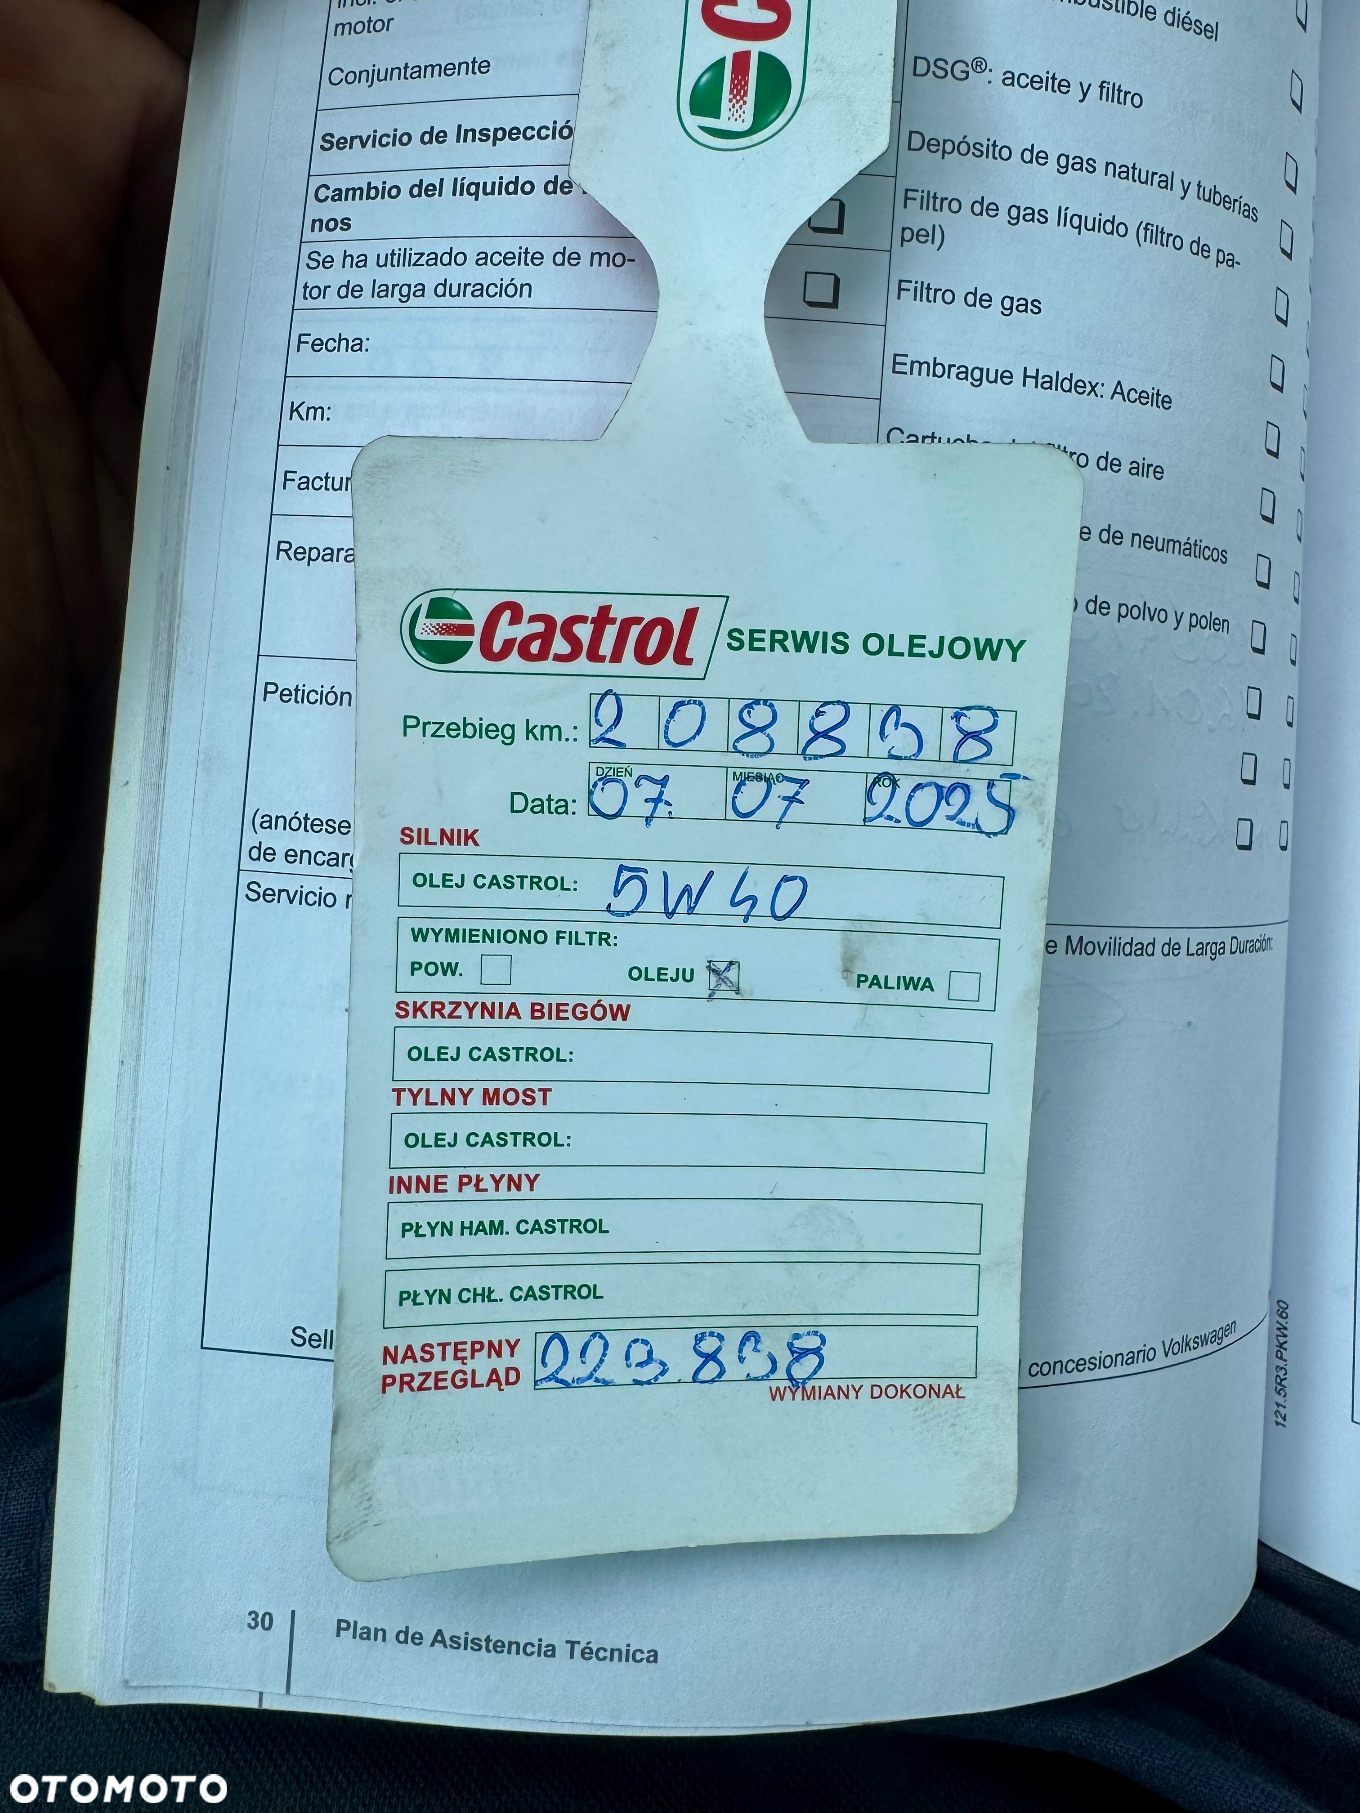 motor
Conjuntamente
Servicio de Inspecció
Cambio del líquido de
nos
Se ha utilizado aceite de mo-
tor de larga duración
Fecha:
Km:
Factur
Repara
Petición
(anótese
de encarg
Servicio r
Sell
diésel
DSG®: aceite y filtro
Depósito de gas natural y tuberías
Filtro de gas líquido (filtro de pa-
pel)
Filtro de gas
Embrague Haldex: Aceite
ro de aire
e de neumáticos
de polvo y polen
e Movilidad de Larga Duración:
concesionario Volkswagen
121.5R3.PKW.60
Castrol SERWIS OLEJOWY
Przebieg km.: 208838
DZIEŃ MIESIĄC ROK
Data: 07. 07 2025
SILNIK
OLEJ CASTROL: 5W40
WYMIENIONO FILTR:
POW. OLEJU X PALIWA
SKRZYNIA BIEGÓW
OLEJ CASTROL:
TYLNY MOST
OLEJ CASTROL:
INNE PŁYNY
PŁYN HAM. CASTROL
PŁYN CHŁ. CASTROL
NASTĘPNY
PRZEGLĄD 223.838
WYMIANY DOKONAŁ
30 Plan de Asistencia Técnica
OTOMOTO